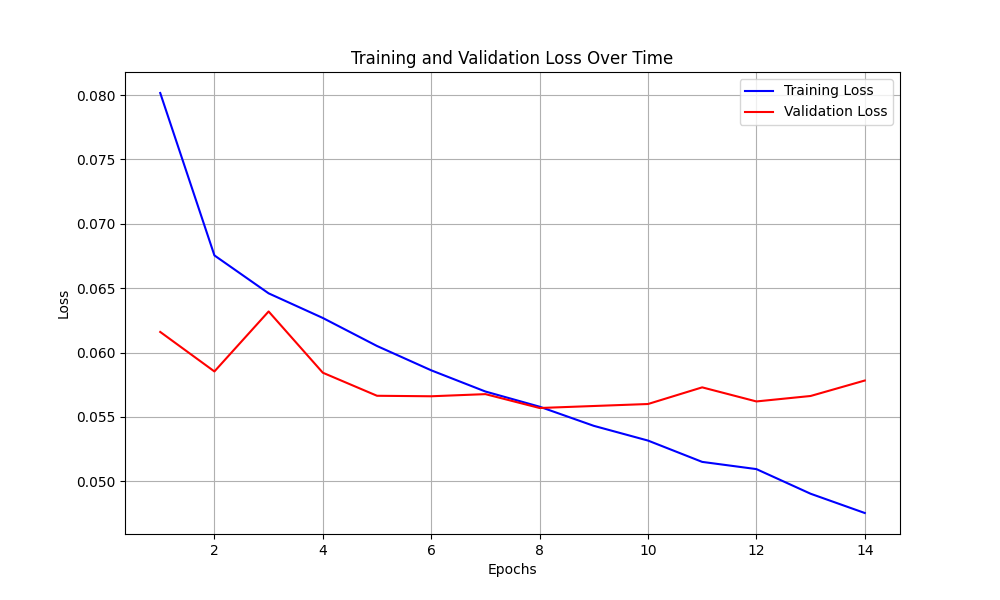 Training and Validation Loss Over Time
Training Loss
Validation Loss
0.080
0.075
0.070
0.065
0.060
0.055
0.050
Loss
2 4 6 8 10 12 14
Epochs